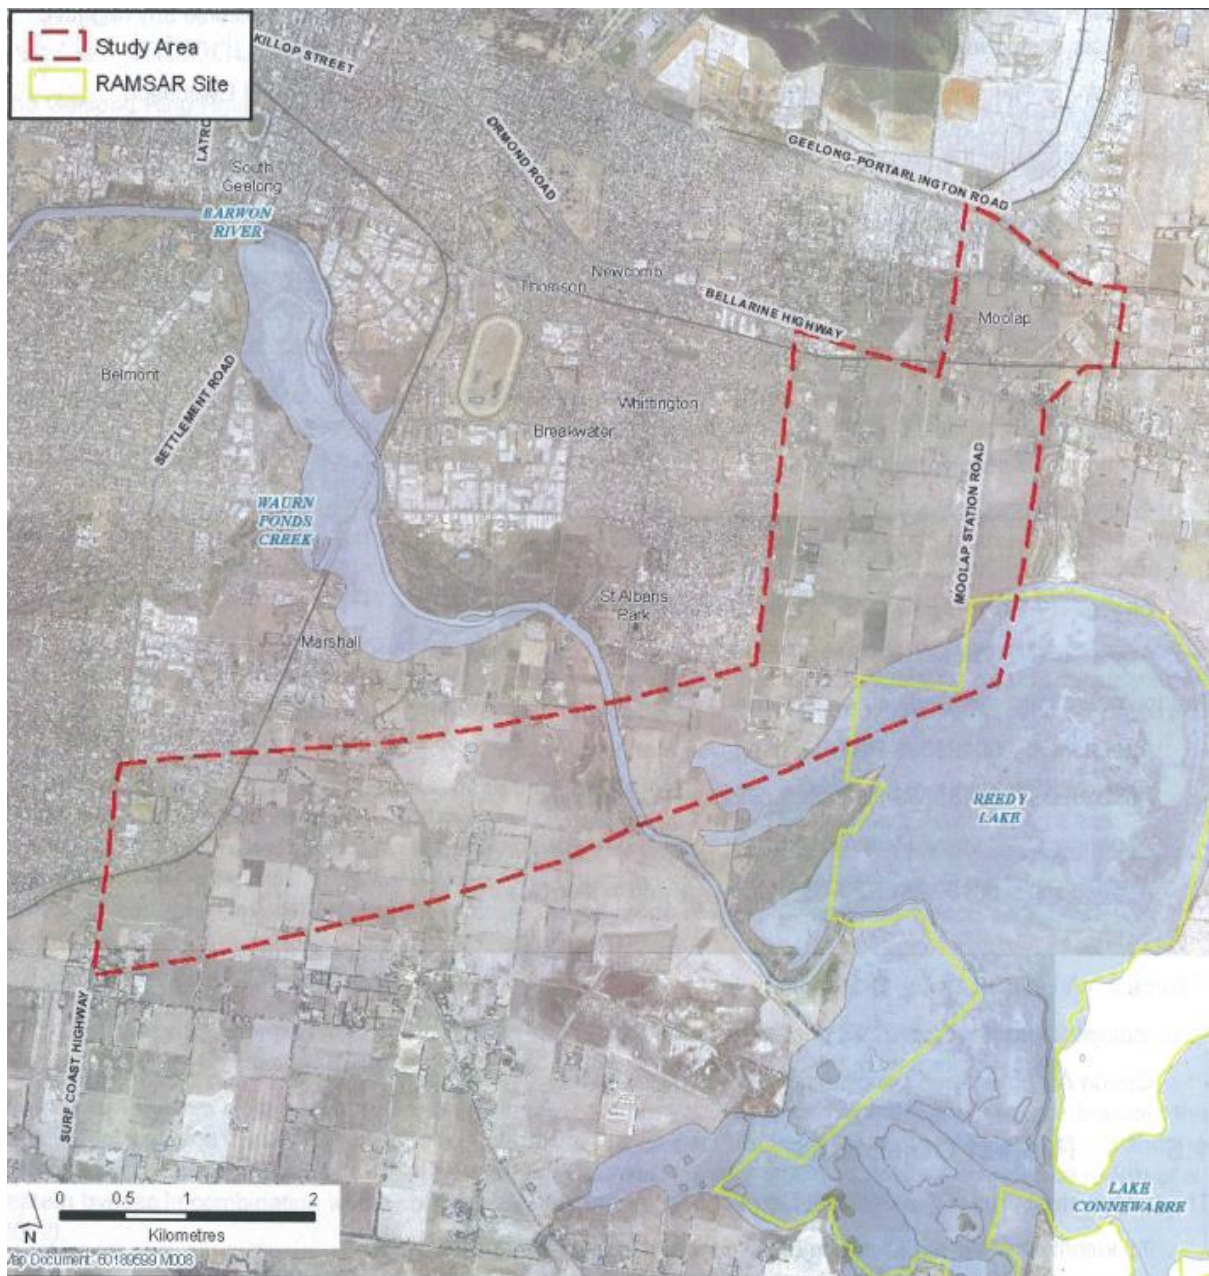 Study Area
RAMSAR Site
KILLOP STREET
LATRO
ORMOND ROAD
GEELONG-PORTARLINGTON ROAD
South
Geelong
BARWON
RIVER
Newcomb
Thomson
BELLARINE HIGHWAY
Moolap
Belmont
SETTLEMENT ROAD
Whittington
Breakwater
MOOLAP STATION ROAD
WAURN
PONDS
CREEK
St Albans
Park
Marshall
REEDY
LAKE
SURF COAST HIGHWAY
LAKE
CONNEWARRE
0 0.5 1 2
Kilometres
N
Map Document: 60189599 M008